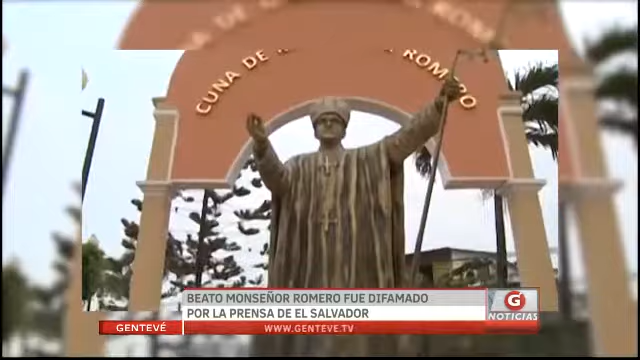 CUNA DE ROMERO
BEATO MONSEÑOR ROMERO FUE DIFAMADO
POR LA PRENSA DE EL SALVADOR
GENTEVÉ
WWW.GENTEVE.TV
G
NOTICIAS